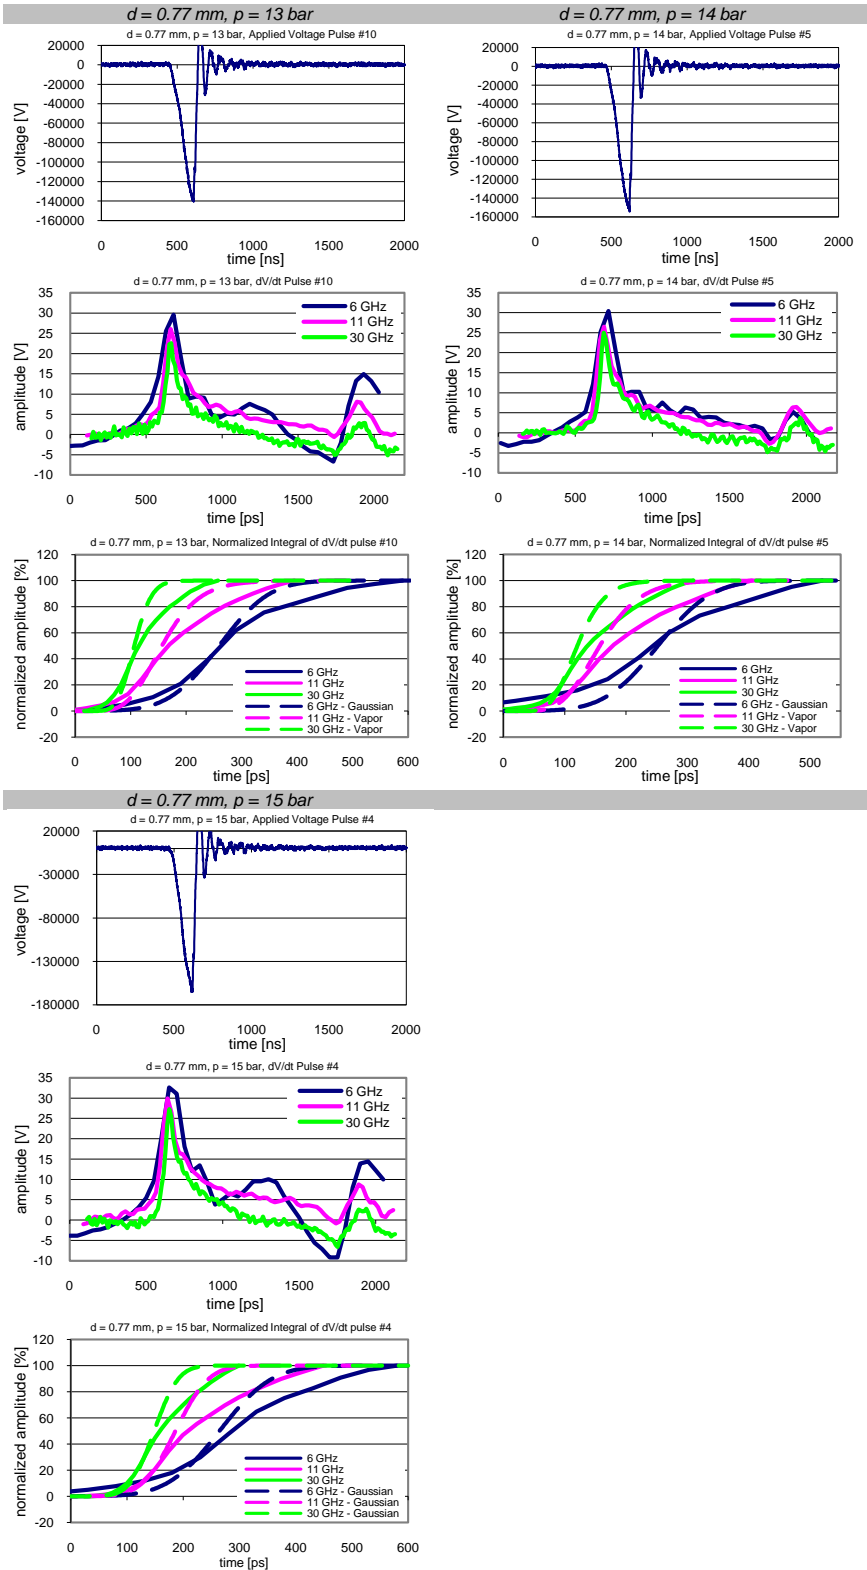 d = 0.77 mm, p = 13 bar
d = 0.77 mm, p = 13 bar, Applied Voltage Pulse #10
20000
0
-20000
-40000
-60000
-80000
-100000
-120000
-140000
-160000
voltage [V]
0 500 1000 1500 2000
time [ns]
d = 0.77 mm, p = 13 bar, dV/dt Pulse #10
35
30
25
20
15
10
5
0
-5
-10
amplitude [V]
6 GHz
11 GHz
30 GHz
0 500 1000 1500 2000
time [ps]
d = 0.77 mm, p = 13 bar, Normalized Integral of dV/dt pulse #10
120
100
80
60
40
20
0
-20
normalized amplitude [%]
6 GHz
11 GHz
30 GHz
6 GHz - Gaussian
11 GHz - Vapor
30 GHz - Vapor
0 100 200 300 400 500 600
time [ps]
d = 0.77 mm, p = 14 bar
d = 0.77 mm, p = 14 bar, Applied Voltage Pulse #5
20000
0
-20000
-40000
-60000
-80000
-100000
-120000
-140000
-160000
voltage [V]
0 500 1000 1500 2000
time [ns]
d = 0.77 mm, p = 14 bar, dV/dt Pulse #5
35
30
25
20
15
10
5
0
-5
-10
amplitude [V]
6 GHz
11 GHz
30 GHz
0 500 1000 1500 2000
time [ps]
d = 0.77 mm, p = 14 bar, Normalized Integral of dV/dt pulse #5
120
100
80
60
40
20
0
-20
normalized amplitude [%]
6 GHz
11 GHz
30 GHz
6 GHz - Gaussian
11 GHz - Vapor
30 GHz - Vapor
0 100 200 300 400 500
time [ps]
d = 0.77 mm, p = 15 bar
d = 0.77 mm, p = 15 bar, Applied Voltage Pulse #4
20000
-30000
-80000
-130000
-180000
voltage [V]
0 500 1000 1500 2000
time [ns]
d = 0.77 mm, p = 15 bar, dV/dt Pulse #4
35
30
25
20
15
10
5
0
-5
-10
amplitude [V]
6 GHz
11 GHz
30 GHz
0 500 1000 1500 2000
time [ps]
d = 0.77 mm, p = 15 bar, Normalized Integral of dV/dt pulse #4
120
100
80
60
40
20
0
-20
normalized amplitude [%]
6 GHz
11 GHz
30 GHz
6 GHz - Gaussian
11 GHz - Gaussian
30 GHz - Gaussian
0 100 200 300 400 500 600
time [ps]